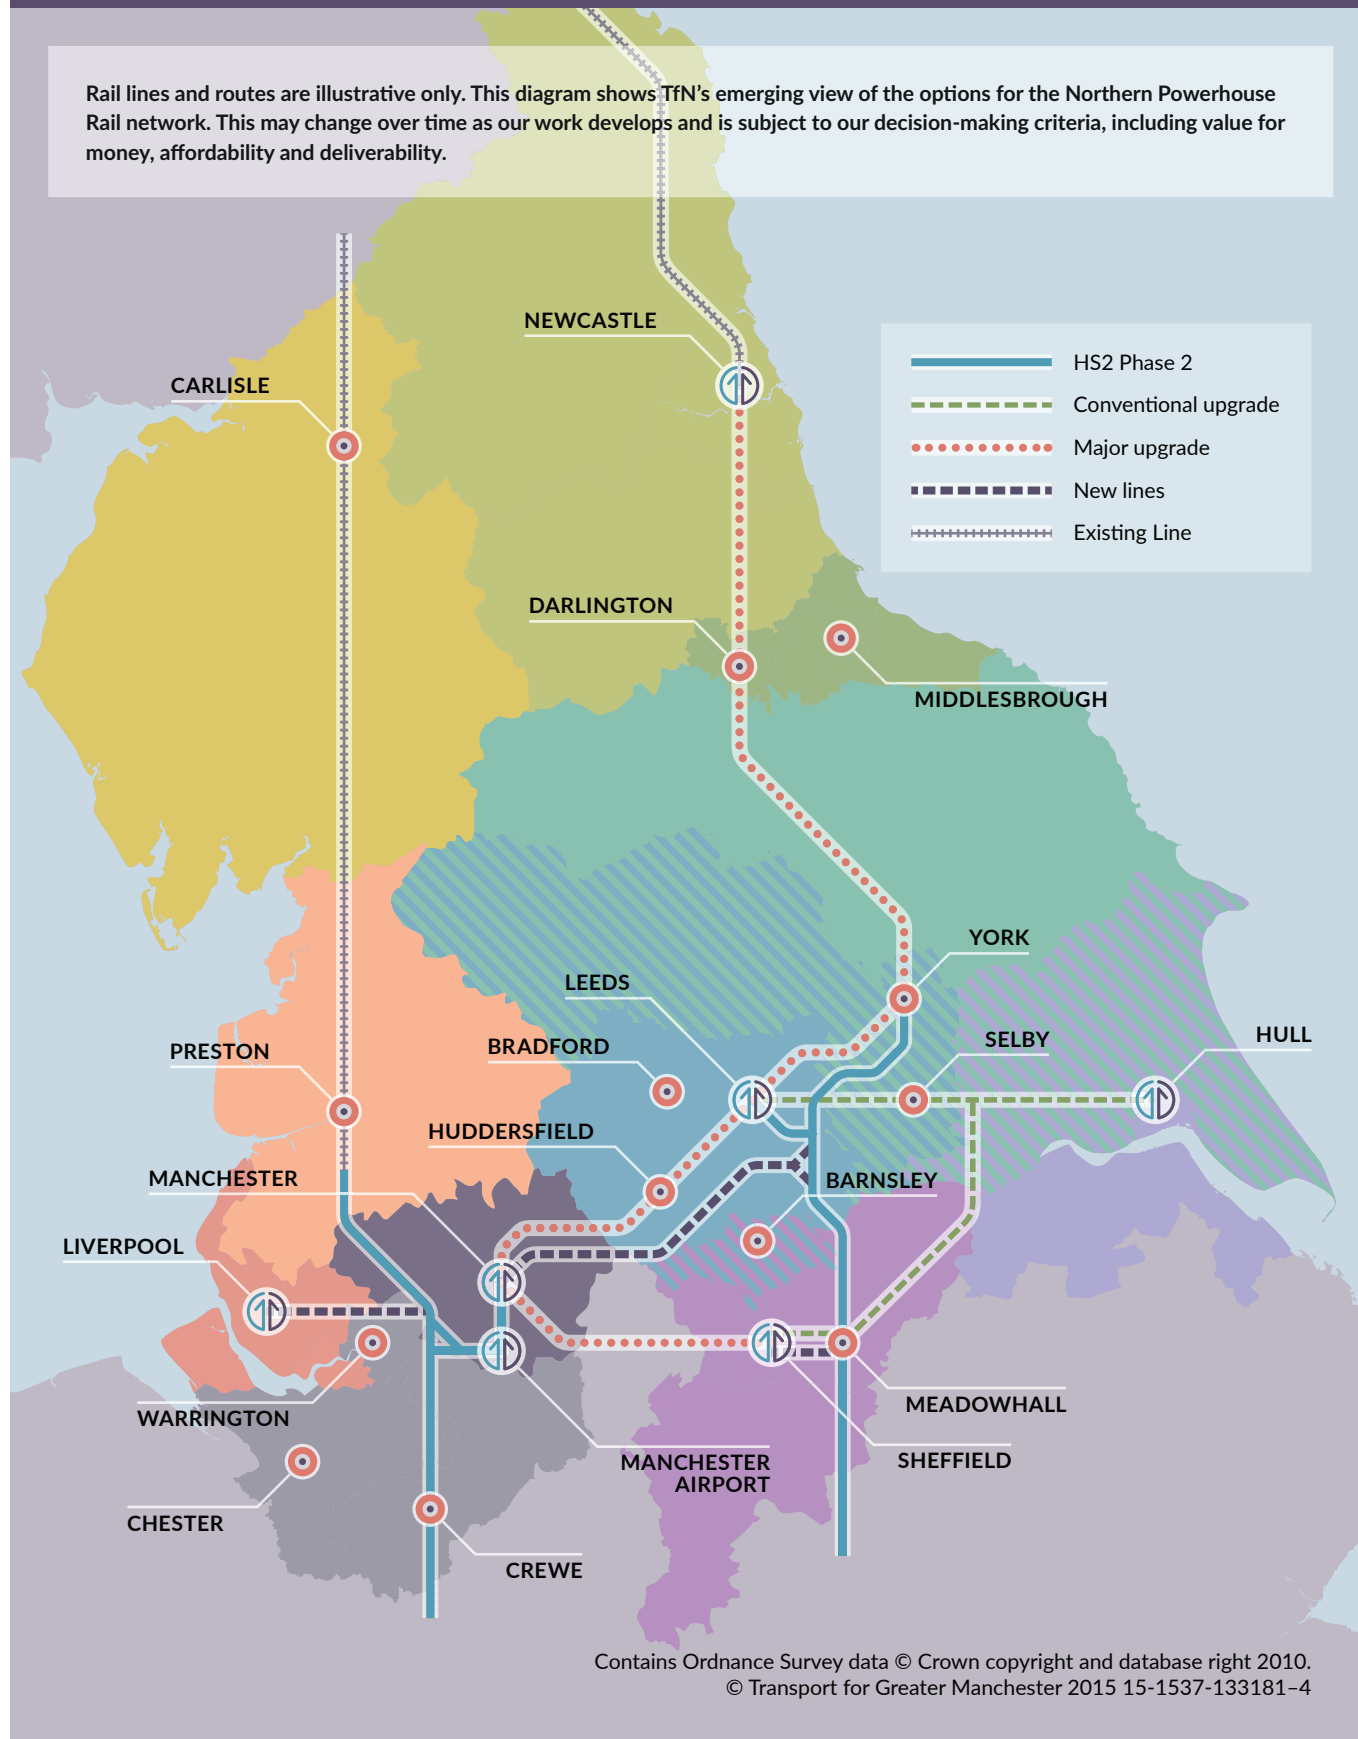 Rail lines and routes are illustrative only. This diagram shows TfN’s emerging view of the options for the Northern Powerhouse
Rail network. This may change over time as our work develops and is subject to our decision-making criteria, including value for
money, affordability and deliverability.
NEWCASTLE
HS2 Phase 2
CARLISLE
Conventional upgrade
Major upgrade
New lines
Existing Line
DARLINGTON
MIDDLESBROUGH
YORK
LEEDS
HULL
SELBY
BRADFORD
PRESTON
HUDDERSFIELD
MANCHESTER
BARNSLEY
LIVERPOOL
MEADOWHALL
WARRINGTON
SHEFFIELD
MANCHESTER
AIRPORT
CHESTER
CREWE
Contains Ordnance Survey data © Crown copyright and database right 2010.
© Transport for Greater Manchester 2015 15-1537-133181–4